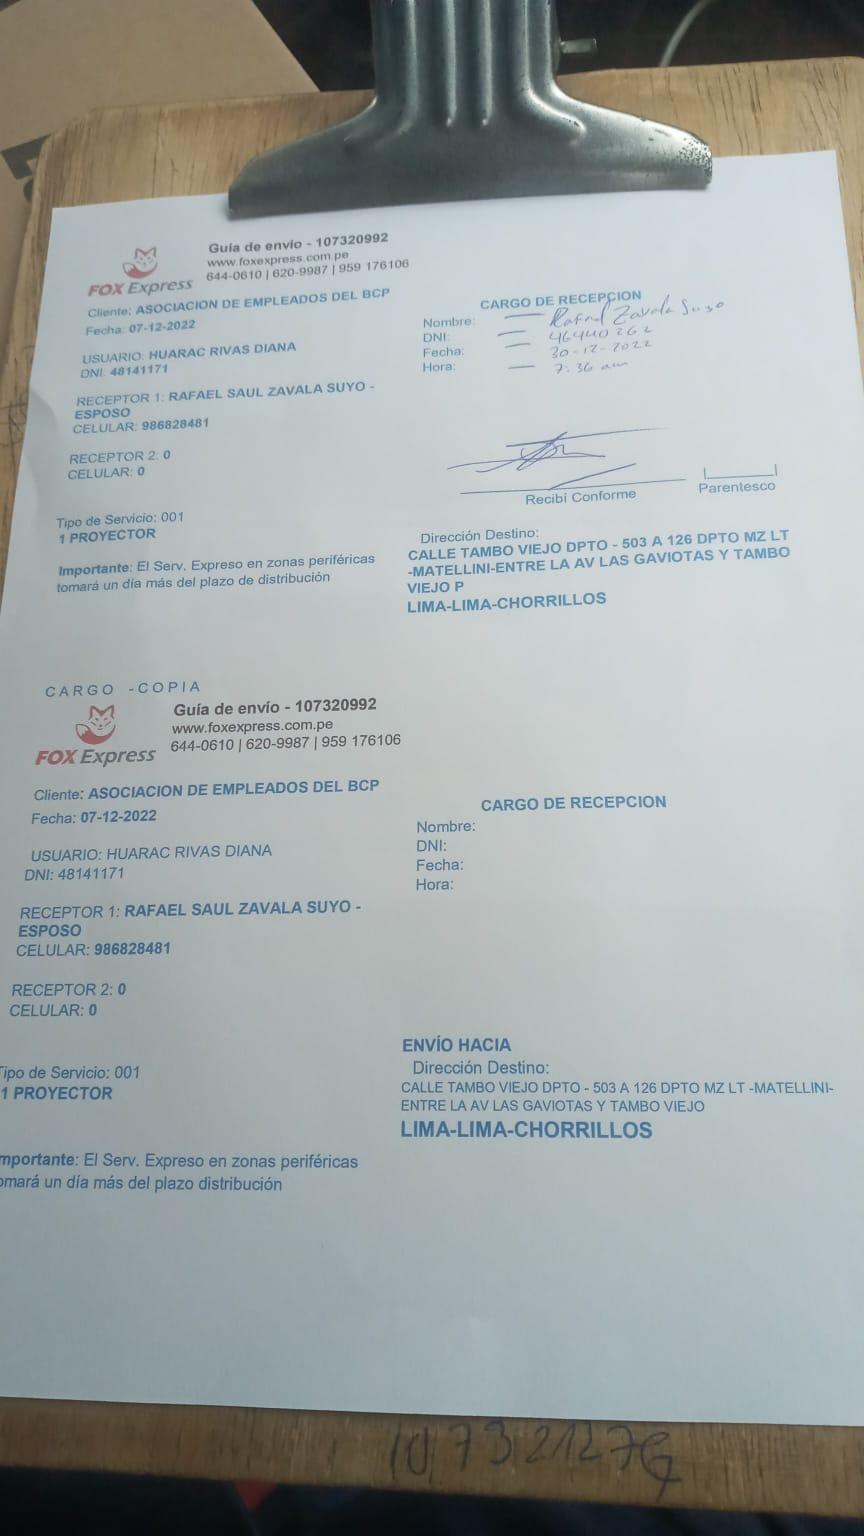 Guía de envío - 107320992
www.foxexpress.com.pe
644-0610 | 620-9987 | 959 176106
FOX Express
Cliente: ASOCIACION DE EMPLEADOS DEL BCP
Fecha: 07-12-2022
USUARIO: HUARAC RIVAS DIANA
DNI: 48141171
RECEPTOR 1: RAFAEL SAUL ZAVALA SUYO -
ESPOSO
CELULAR: 986828481
RECEPTOR 2: 0
CELULAR: 0
CARGO DE RECEPCION
Nombre: Rafael Zavala Suyo
DNI: 46440262
Fecha: 30-12-2022
Hora: 7:36 am
Recibí Conforme
Parentesco
Tipo de Servicio: 001
1 PROYECTOR
Importante: El Serv. Expreso en zonas periféricas
tomará un día más del plazo de distribución
Dirección Destino:
CALLE TAMBO VIEJO DPTO - 503 A 126 DPTO MZ LT
-MATELLINI-ENTRE LA AV LAS GAVIOTAS Y TAMBO
VIEJO P
LIMA-LIMA-CHORRILLOS
CARGO -COPIA
Guía de envío - 107320992
www.foxexpress.com.pe
644-0610 | 620-9987 | 959 176106
FOX Express
Cliente: ASOCIACION DE EMPLEADOS DEL BCP
Fecha: 07-12-2022
USUARIO: HUARAC RIVAS DIANA
DNI: 48141171
RECEPTOR 1: RAFAEL SAUL ZAVALA SUYO -
ESPOSO
CELULAR: 986828481
RECEPTOR 2: 0
CELULAR: 0
CARGO DE RECEPCION
Nombre:
DNI:
Fecha:
Hora:
Tipo de Servicio: 001
1 PROYECTOR
Importante: El Serv. Expreso en zonas periféricas
tomará un día más del plazo distribución
ENVÍO HACIA
Dirección Destino:
CALLE TAMBO VIEJO DPTO - 503 A 126 DPTO MZ LT -MATELLINI-
ENTRE LA AV LAS GAVIOTAS Y TAMBO VIEJO
LIMA-LIMA-CHORRILLOS